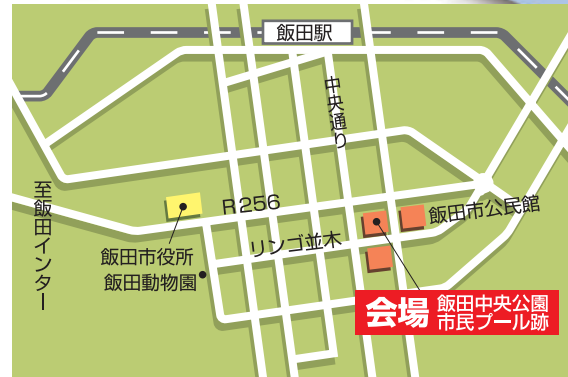 飯田駅
中央通り
至飯田インター
R256
飯田市公民館
リンゴ並木
飯田市役所
飯田動物園
会場
飯田中央公園
市民プール跡